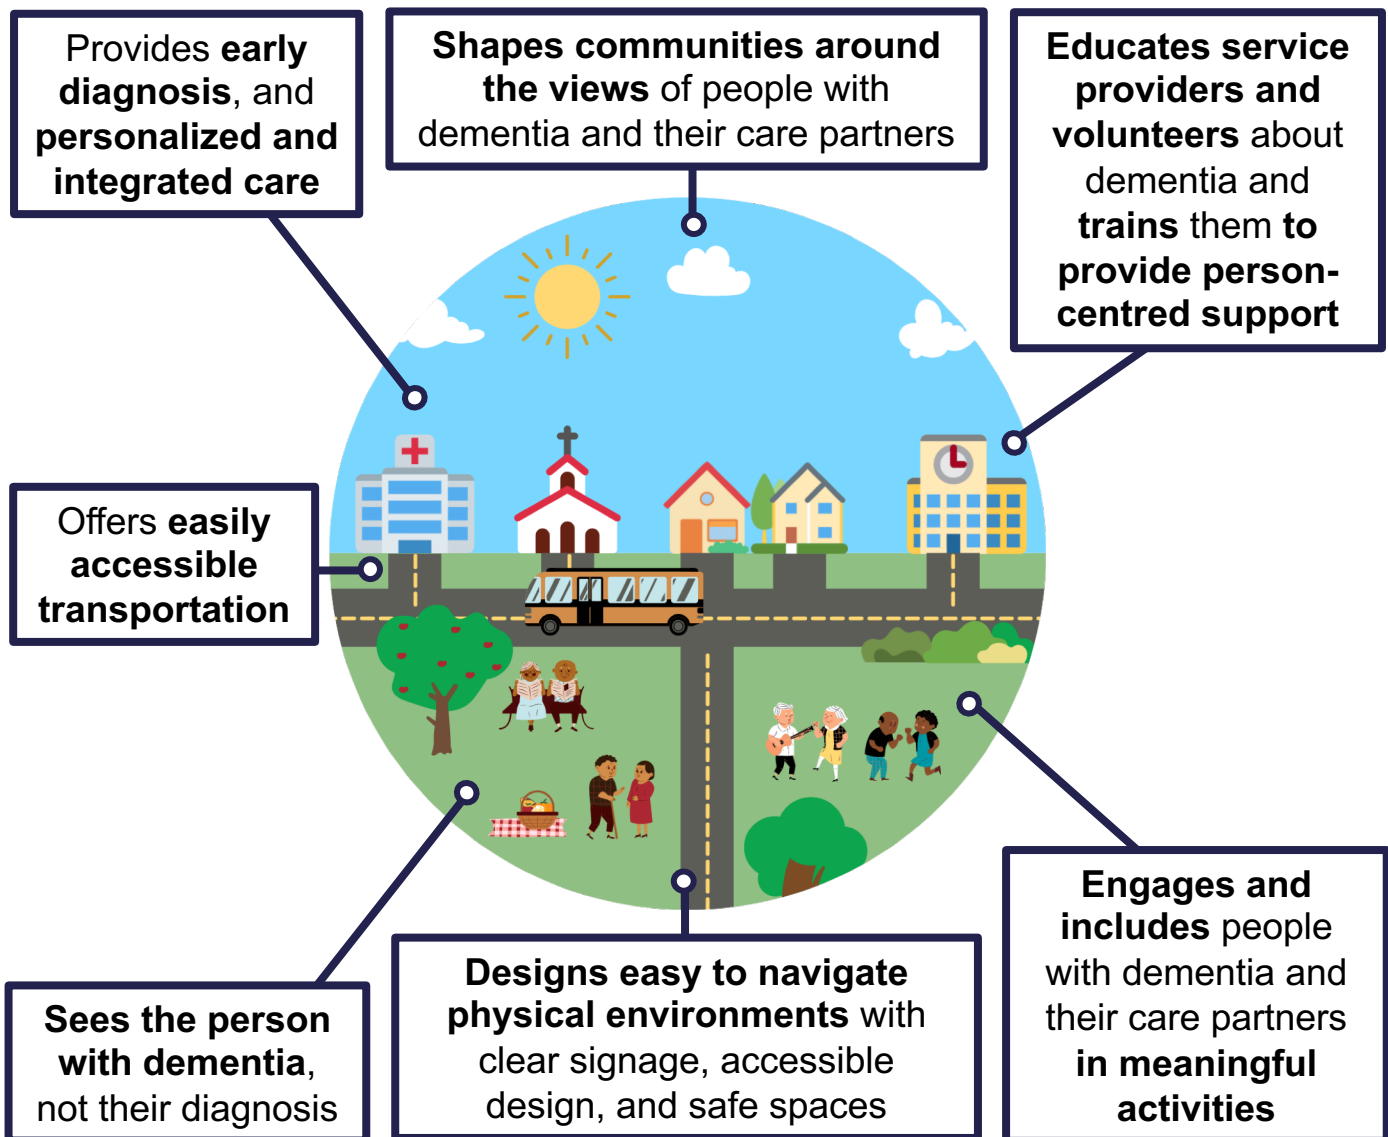 Provides early
diagnosis, and
personalized and
integrated care
Shapes communities around
the views of people with
dementia and their care partners
Educates service
providers and
volunteers about
dementia and
trains them to
provide person-
centred support
Offers easily
accessible
transportation
Sees the person
with dementia,
not their diagnosis
Designs easy to navigate
physical environments with
clear signage, accessible
design, and safe spaces
Engages and
includes people
with dementia and
their care partners
in meaningful
activities